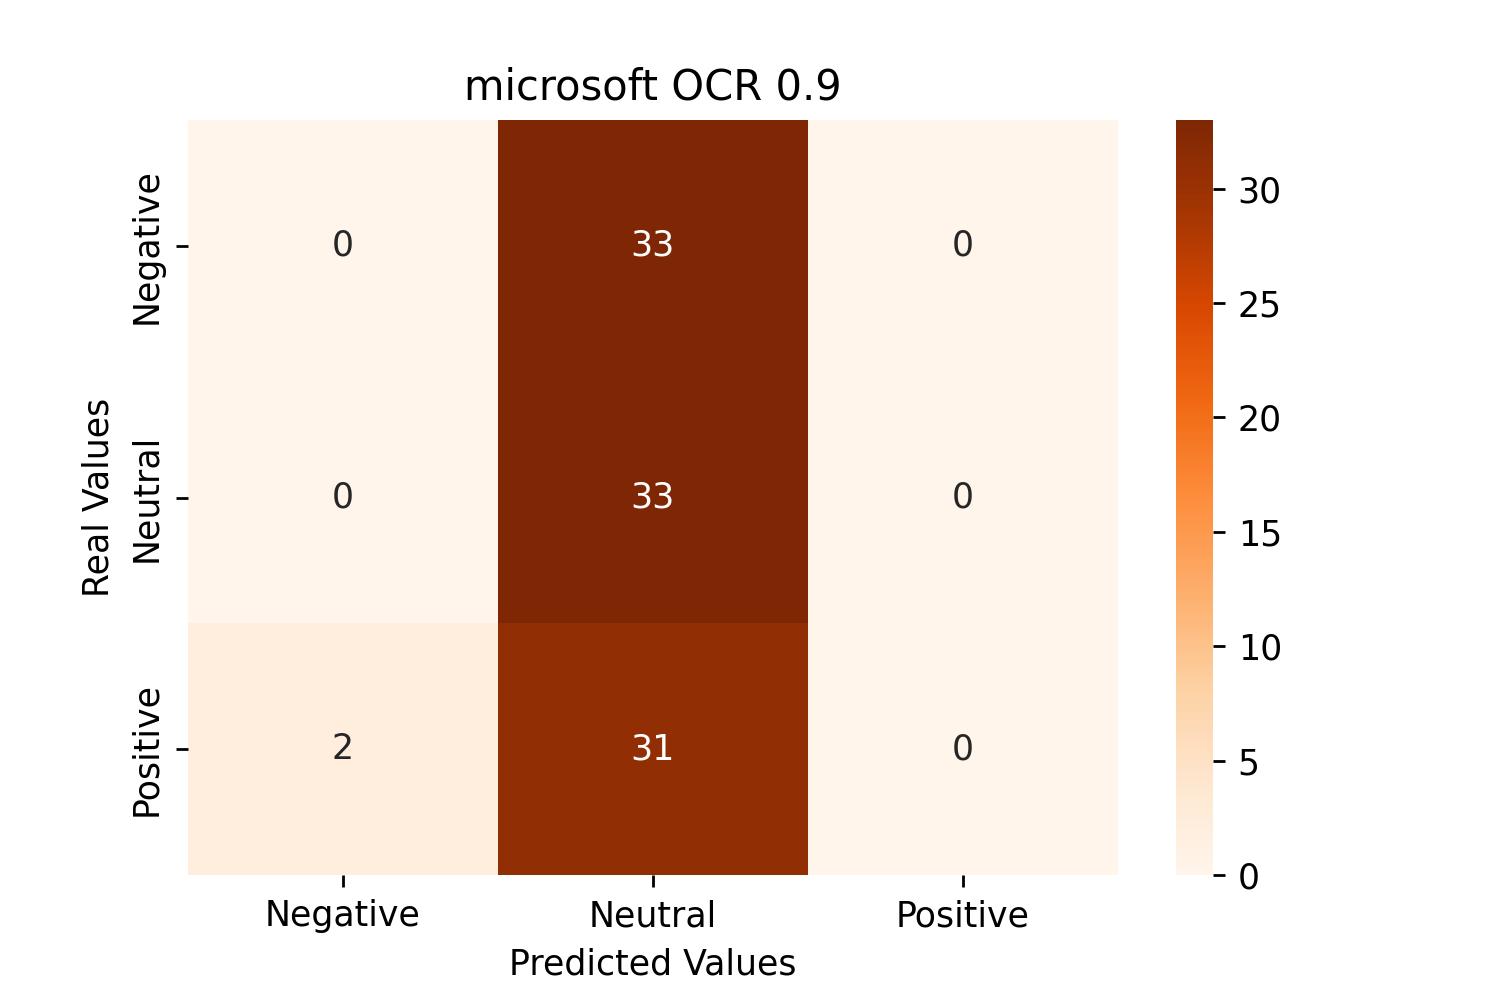 microsoft OCR 0.9
Real Values
Negative
0 33 0
Neutral
0 33 0
Positive
2 31 0
Negative Neutral Positive
Predicted Values
30
25
20
15
10
5
0